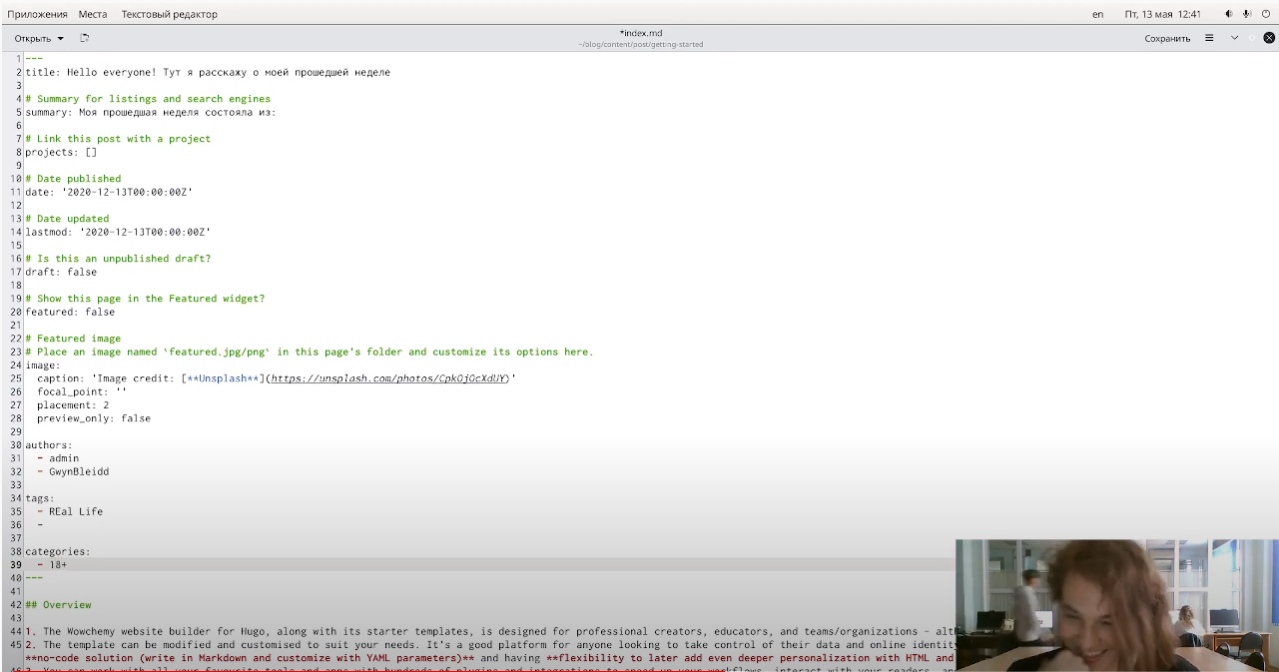 Приложения Места Текстовый редактор en Пт, 13 мая 12:41
Открыть *index.md Сохранить
~/blog/content/post/getting-started
1 ---
2 title: Hello everyone! Тут я расскажу о моей прошедшей неделе
3
4 # Summary for listings and search engines
5 summary: Моя прошедшая неделя состояла из:
6
7 # Link this post with a project
8 projects: []
9
10 # Date published
11 date: '2020-12-13T00:00:00Z'
12
13 # Date updated
14 lastmod: '2020-12-13T00:00:00Z'
15
16 # Is this an unpublished draft?
17 draft: false
18
19 # Show this page in the Featured widget?
20 featured: false
21
22 # Featured image
23 # Place an image named `featured.jpg/png` in this page's folder and customize its options here.
24 image:
25 caption: 'Image credit: [**Unsplash**](https://unsplash.com/photos/CpkOjOcXdUY)'
26 focal_point: ''
27 placement: 2
28 preview_only: false
29
30 authors:
31 - admin
32 - GwynBleidd
33
34 tags:
35 - REal Life
36 -
37
38 categories:
39 - 18+
40 ---
41
42 ## Overview
43
44 1. The Wowchemy website builder for Hugo, along with its starter templates, is designed for professional creators, educators, and teams/organizations -
45 2. The template can be modified and customised to suit your needs. It's a good platform for anyone looking to take control of their data and online
**no-code solution (write in Markdown and customize with YAML parameters)** and having **flexibility to later add even deeper personalization with HTML and